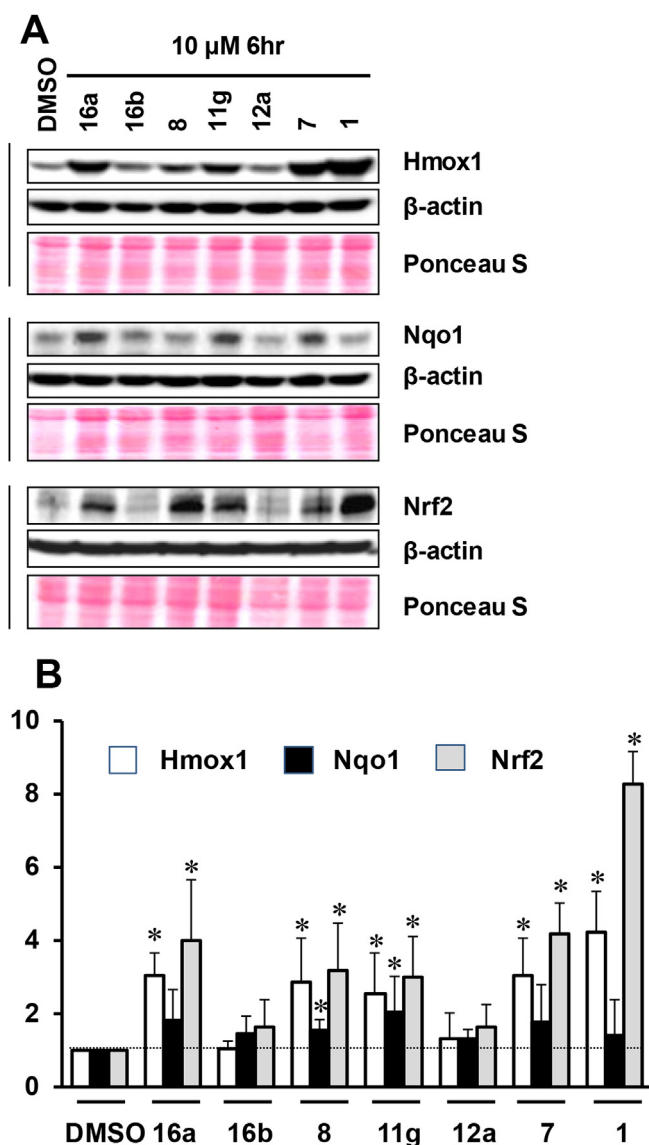 A
10 µM 6hr
DMSO 16a 16b 8 11g 12a 7 1
Hmox1
β-actin
Ponceau S
Nqo1
β-actin
Ponceau S
Nrf2
β-actin
Ponceau S
B
10
Hmox1 Nqo1 Nrf2
*
8
6
* * * *
4
* * * * *
2
*
0
DMSO 16a 16b 8 11g 12a 7 1